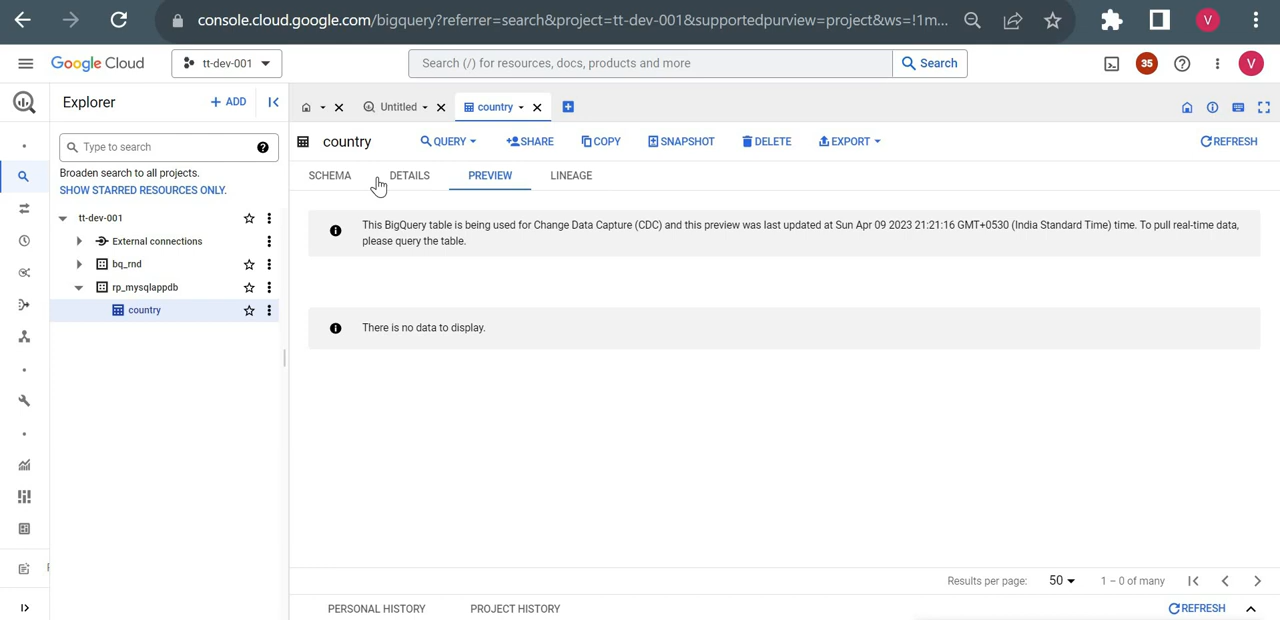 console.cloud.google.com/bigquery?referrer=search&project=tt-dev-001&supportedpurview=project&ws=!1m...
V
Google Cloud
tt-dev-001
Search (/) for resources, docs, products and more
Search
35
V
Explorer
+ ADD
Untitled
country
Type to search
Broaden search to all projects.
SHOW STARRED RESOURCES ONLY.
tt-dev-001
External connections
bq_rnd
rp_mysqlappdb
country
country
QUERY
SHARE
COPY
SNAPSHOT
DELETE
EXPORT
REFRESH
SCHEMA
DETAILS
PREVIEW
LINEAGE
This BigQuery table is being used for Change Data Capture (CDC) and this preview was last updated at Sun Apr 09 2023 21:21:16 GMT+0530 (India Standard Time) time. To pull real-time data,
please query the table.
There is no data to display.
Results per page:
50
1 – 0 of many
PERSONAL HISTORY
PROJECT HISTORY
REFRESH